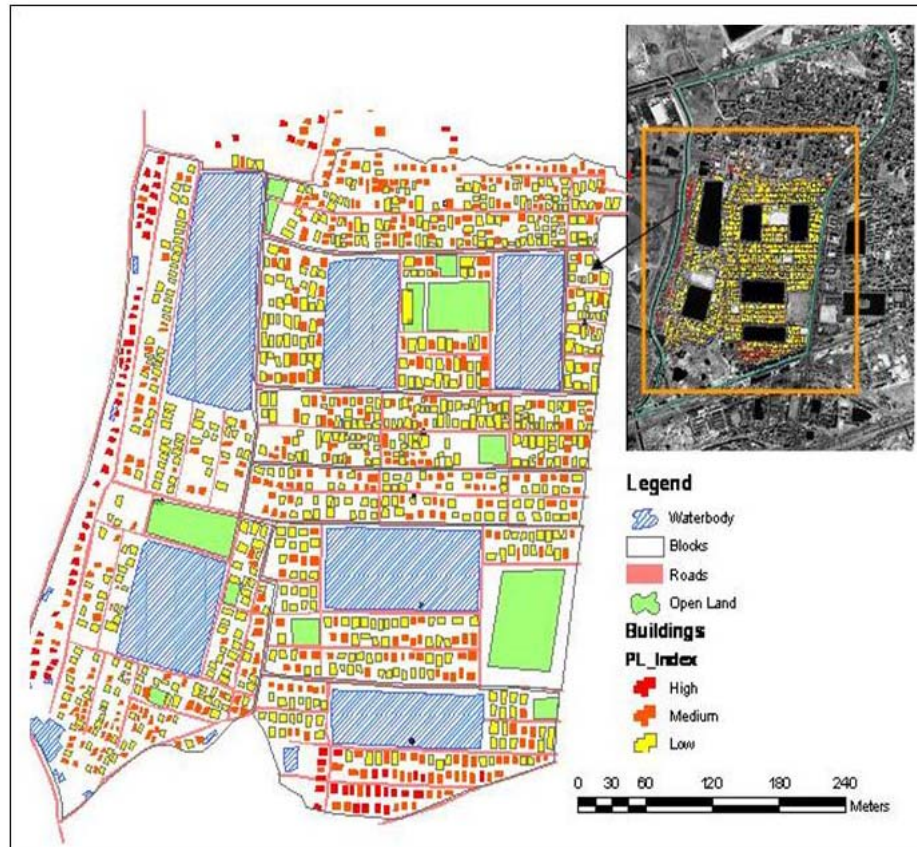 Legend
Waterbody
Blocks
Roads
Open Land
Buildings
PL_Index
High
Medium
Low
0 30 60 120 180 240
Meters